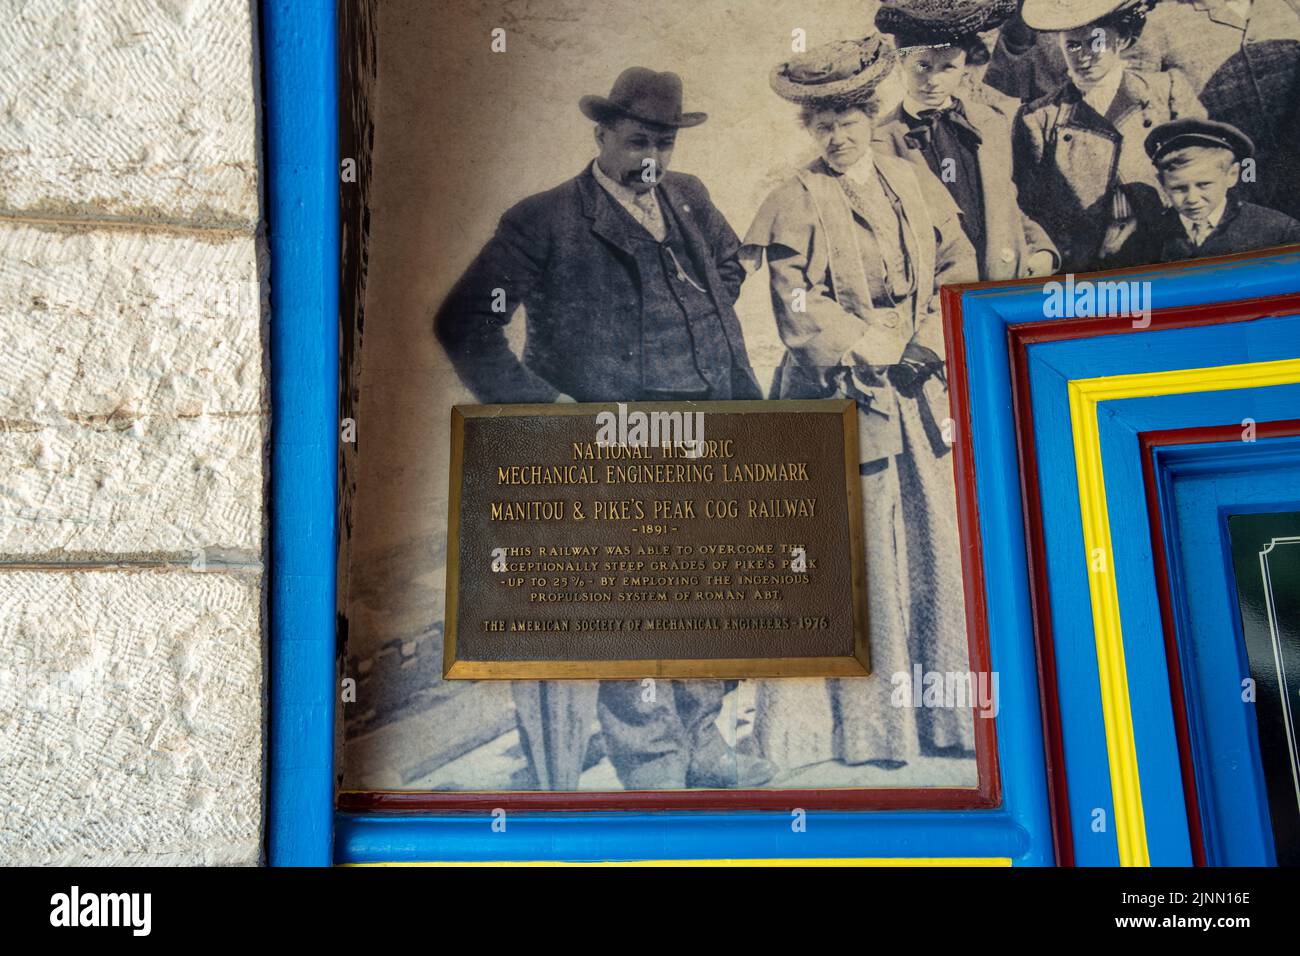 NATIONAL HISTORIC
MECHANICAL ENGINEERING LANDMARK
MANITOU & PIKE'S PEAK COG RAILWAY
-1891-
THIS RAILWAY WAS ABLE TO OVERCOME THE
EXCEPTIONALLY STEEP GRADES OF PIKE'S PEAK
-UP TO 25%- BY EMPLOYING THE INGENIOUS
PROPULSION SYSTEM OF ROMAN ABT.
THE AMERICAN SOCIETY OF MECHANICAL ENGINEERS-1976
alamy
alamy
Image ID: 2JNN16E
www.alamy.com